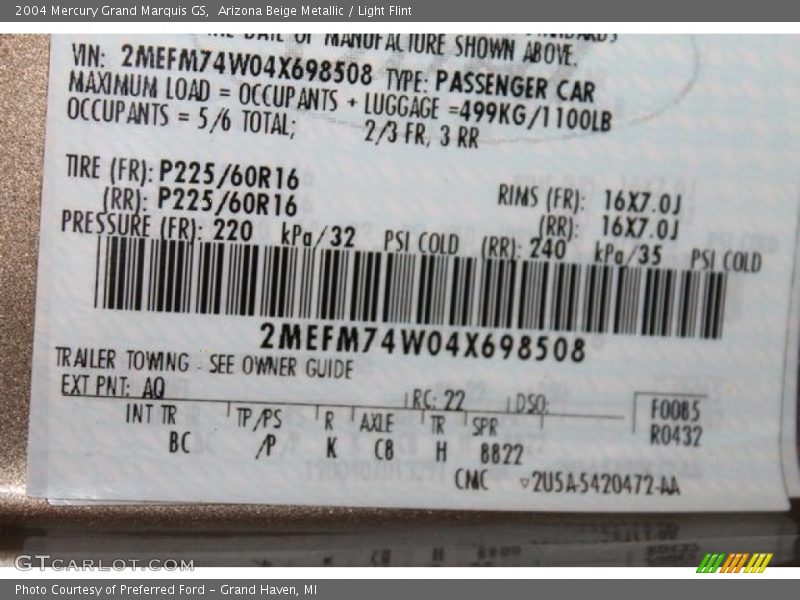 2004 Mercury Grand Marquis GS, Arizona Beige Metallic / Light Flint
THE DATE OF MANUFACTURE SHOWN ABOVE.
VIN: 2MEFM74W04X698508 TYPE: PASSENGER CAR
MAXIMUM LOAD = OCCUPANTS + LUGGAGE =499KG/1100LB
OCCUPANTS = 5/6 TOTAL; 2/3 FR, 3 RR
TIRE (FR): P225/60R16 RIMS (FR): 16X7.0J
(RR): P225/60R16 (RR): 16X7.0J
PRESSURE (FR): 220 kPa/32 PSI COLD (RR): 240 kPa/35 PSI COLD
2MEFM74W04X698508
TRAILER TOWING - SEE OWNER GUIDE
EXT PNT: AQ RC: 22 DSO: F0085
INT TR TP/PS R AXLE TR SPR R0432
BC /P K C8 H 8822
CMC 2U5A-5420472-AA
GTCarLot.com
Photo Courtesy of Preferred Ford - Grand Haven, MI